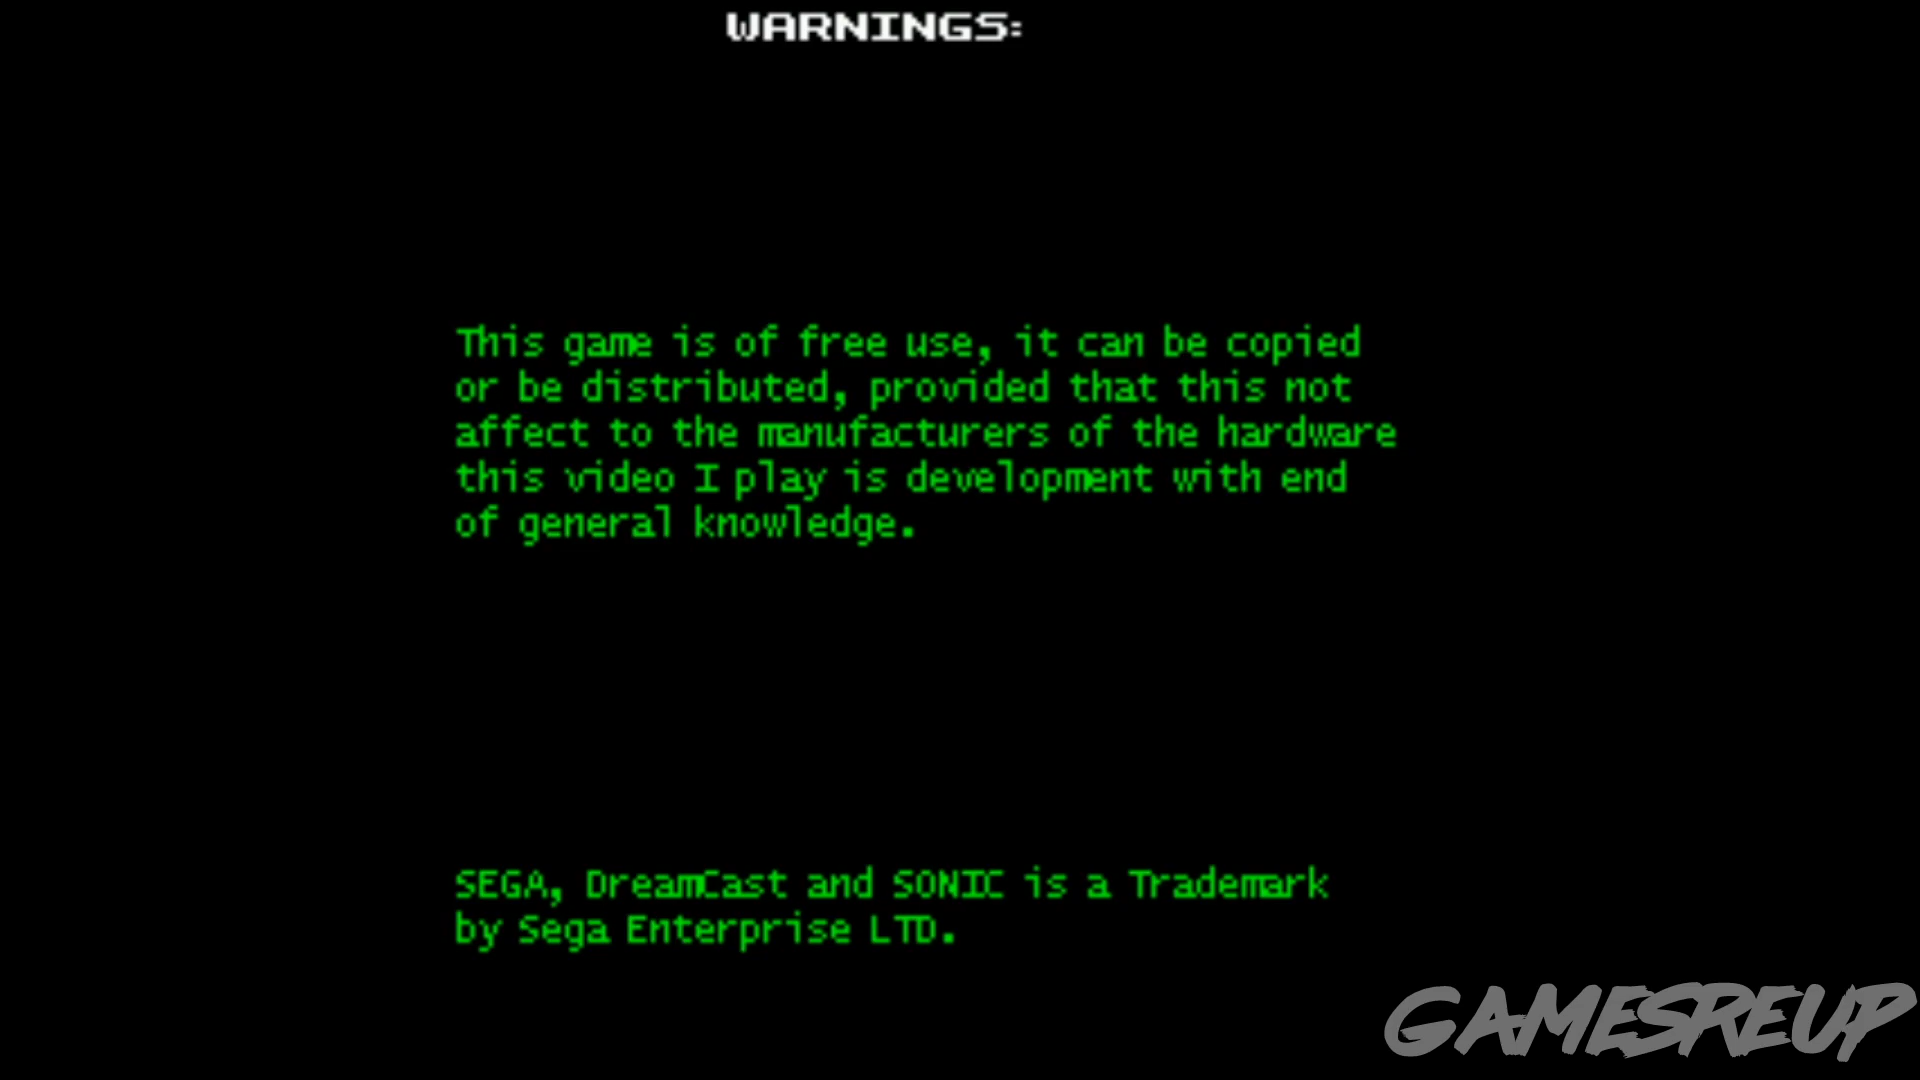 WARNINGS:
This game is of free use, it can be copied
or be distributed, provided that this not
affect to the manufacturers of the hardware
this video I play is development with end
of general knowledge.
SEGA, DreamCast and SONIC is a Trademark
by Sega Enterprise LTD.
GAMESREUP